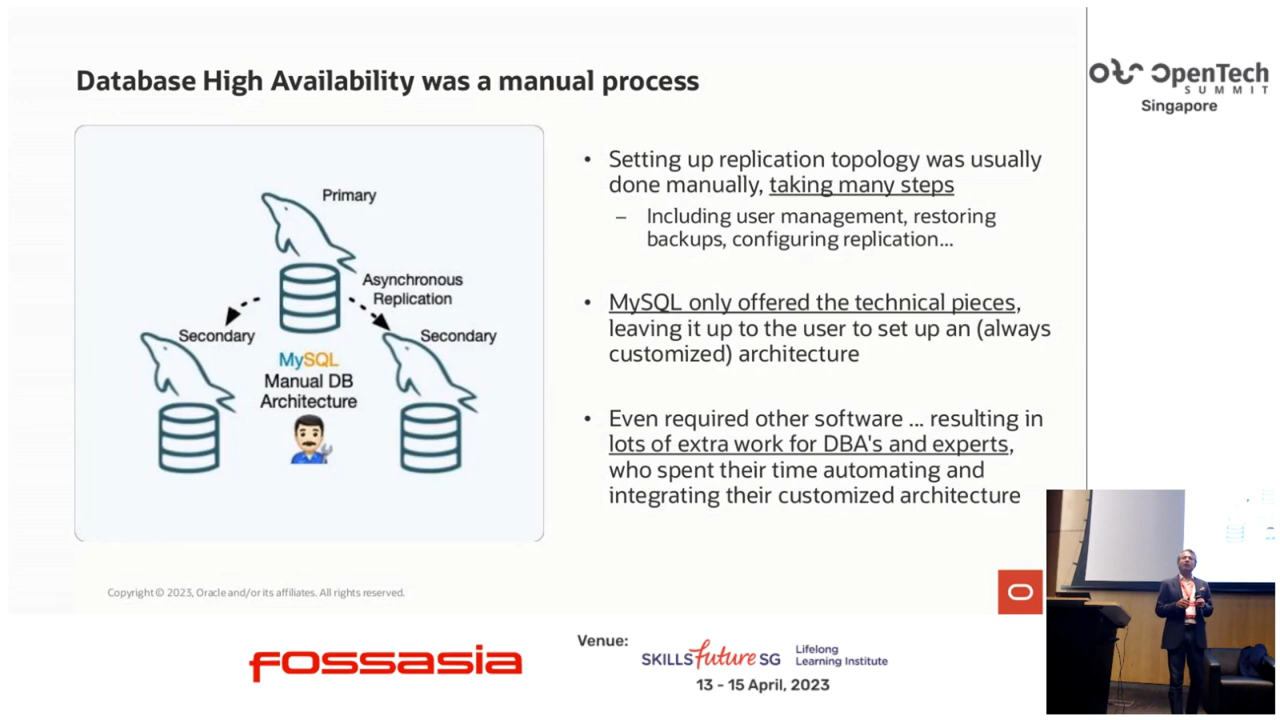 Database High Availability was a manual process
Primary
Asynchronous
Replication
Secondary
Secondary
MySQL
Manual DB
Architecture
• Setting up replication topology was usually
done manually, taking many steps
– Including user management, restoring
backups, configuring replication...
• MySQL only offered the technical pieces,
leaving it up to the user to set up an (always
customized) architecture
• Even required other software ... resulting in
lots of extra work for DBA's and experts,
who spent their time automating and
integrating their customized architecture
Copyright © 2023, Oracle and/or its affiliates. All rights reserved.
OpenTech
SUMMIT
Singapore
fossasia
Venue:
SKILLS future SG
Lifelong
Learning Institute
13 - 15 April, 2023